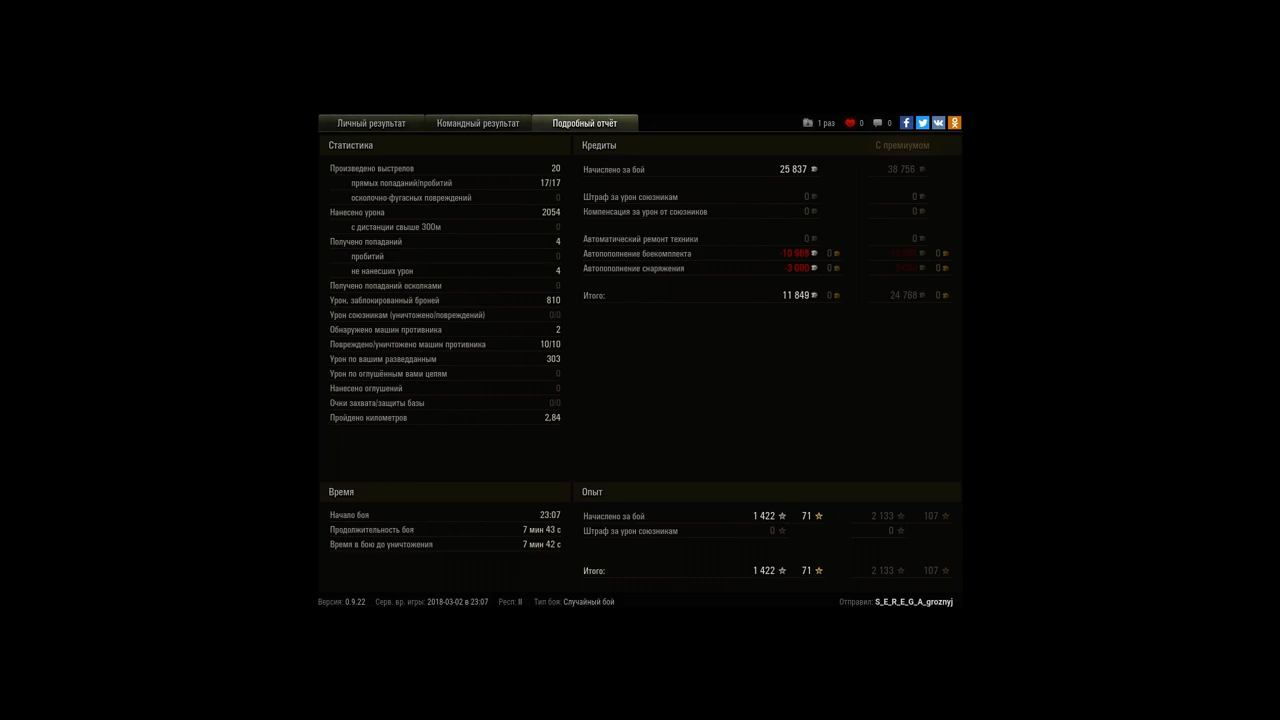 Личный результат Командный результат Подробный отчёт 1 раз 0 0
Статистика
Произведено выстрелов 20
прямых попаданий/пробитий 17/17
осколочно-фугасных повреждений 0
Нанесено урона 2054
с дистанции свыше 300м 0
Получено попаданий 4
пробитий 0
не нанесших урон 4
Получено попаданий осколками 0
Урон, заблокированный бронёй 810
Урон союзникам (уничтожено/повреждений) 0/0
Обнаружено машин противника 2
Повреждено/уничтожено машин противника 10/10
Урон по вашим разведданным 303
Урон по оглушённым вами целям 0
Нанесено оглушений 0
Очки захвата/защиты базы 0/0
Пройдено километров 2,84
Кредиты С премиумом
Начислено за бой 25 837 38 756
Штраф за урон союзникам 0 0
Компенсация за урон от союзников 0 0
Автоматический ремонт техники 0 0
Автопополнение боекомплекта -10 988 0 0
Автопополнение снаряжения -3 000 0 0
Итого: 11 849 0 24 768 0
Время
Начало боя 23:07
Продолжительность боя 7 мин 43 с
Время в бою до уничтожения 7 мин 42 с
Опыт
Начислено за бой 1 422 71 2 133 107
Штраф за урон союзникам 0 0
Итого: 1 422 71 2 133 107
Версия: 0.9.22 Серв. вр. игры: 2018-03-02 в 23:07 Респ: II Тип боя: Случайный бой Отправил: S_E_R_E_G_A_groznyj